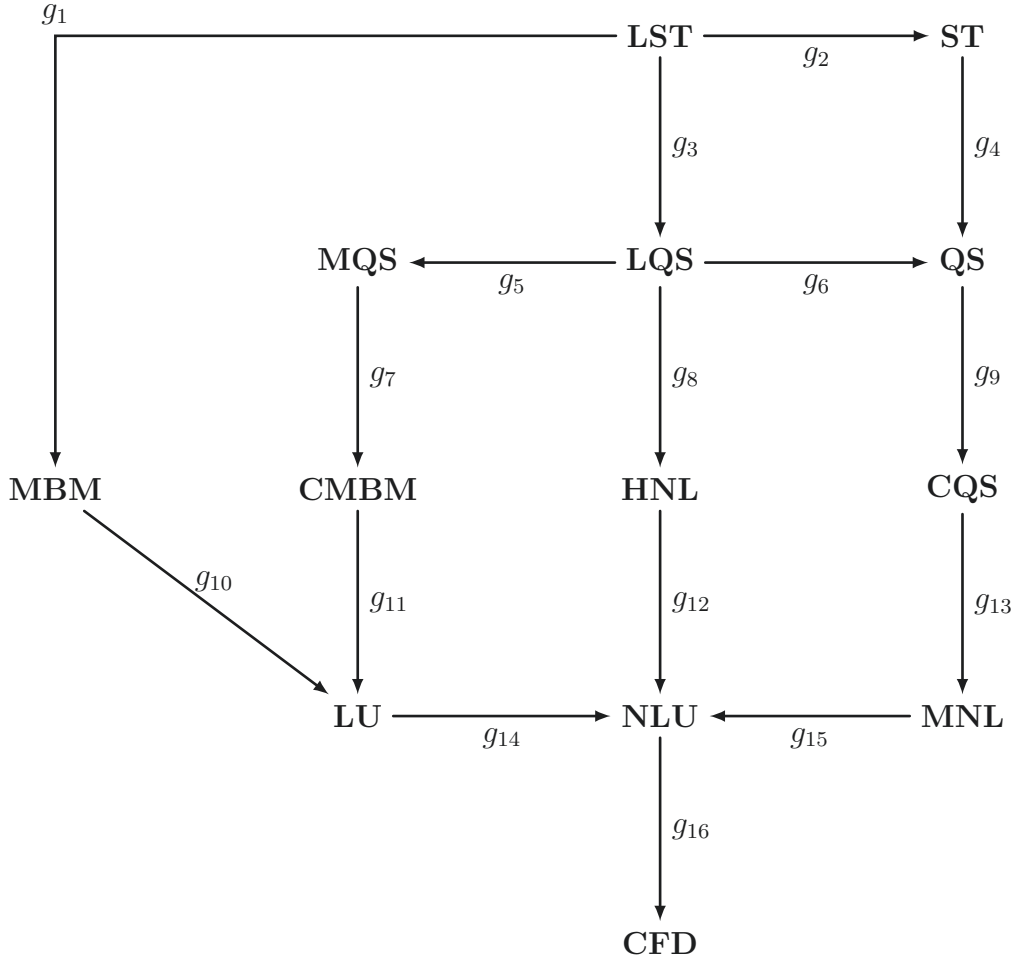 g₁
LST
ST
g₂
g₃
g₄
MQS
LQS
QS
g₅
g₆
g₇
g₈
g₉
MBM
CMBM
HNL
CQS
g₁₀
g₁₁
g₁₂
g₁₃
LU
NLU
MNL
g₁₄
g₁₅
g₁₆
CFD